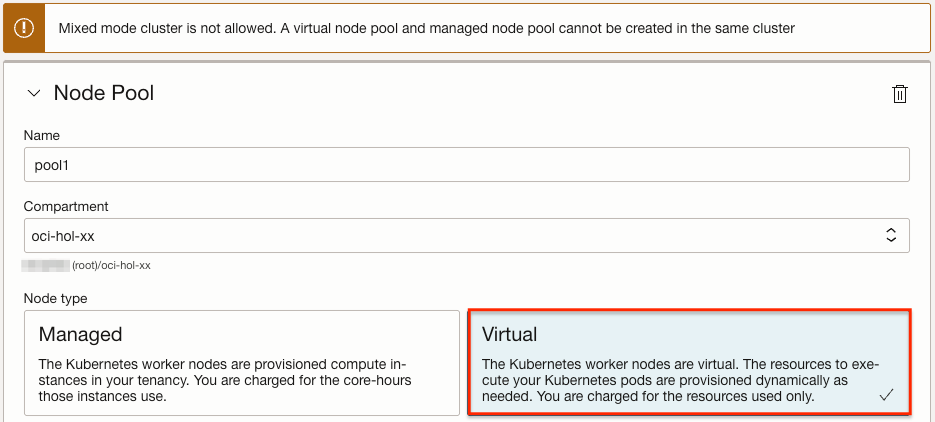 Mixed mode cluster is not allowed. A virtual node pool and managed node pool cannot be created in the same cluster
Node Pool
Name
pool1
Compartment
oci-hol-xx
(root)/oci-hol-xx
Node type
Managed
The Kubernetes worker nodes are provisioned compute in-
stances in your tenancy. You are charged for the core-hours
those instances use.
Virtual
The Kubernetes worker nodes are virtual. The resources to exe-
cute your Kubernetes pods are provisioned dynamically as
needed. You are charged for the resources used only.